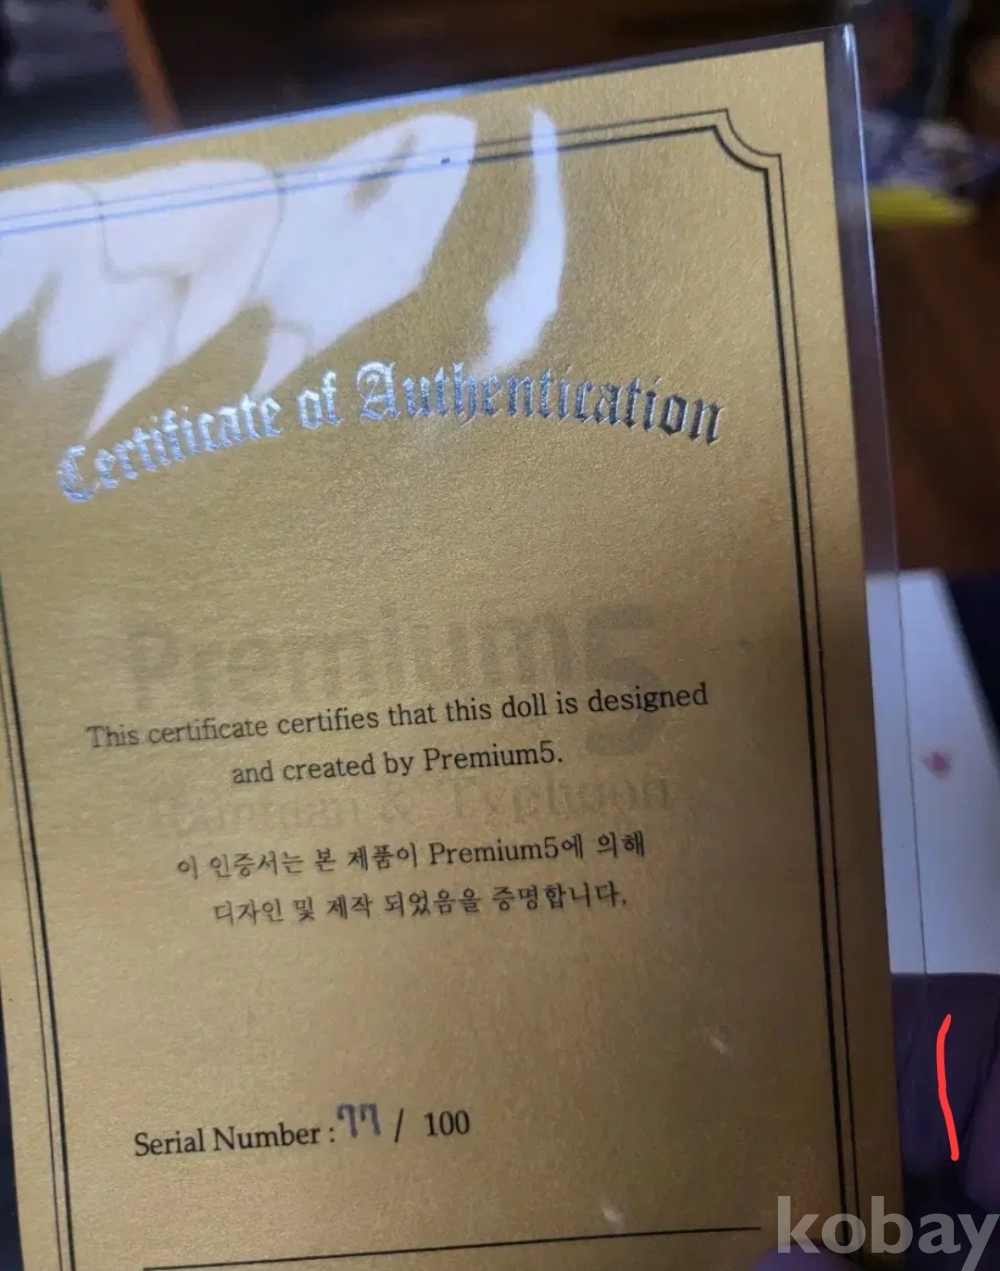 Certificate of Authentication
Premium5
This certificate certifies that this doll is designed
and created by Premium5.
& Typhoon
이 인증서는 본 제품이 Premium5에 의해
디자인 및 제작 되었음을 증명합니다.
Serial Number : 77 / 100
kobay